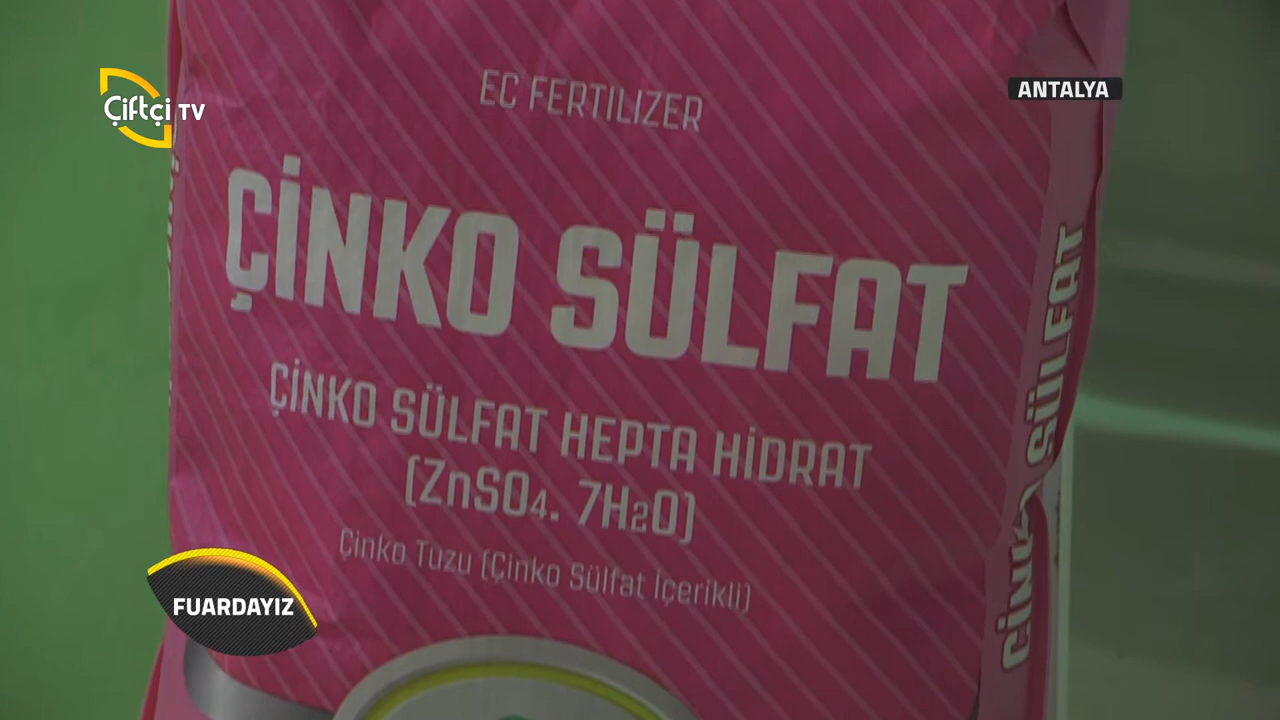 Çiftçi TV
ANTALYA
EC FERTILIZER
ÇİNKO SÜLFAT
ÇİNKO SÜLFAT HEPTA HİDRAT
(ZnSO4. 7H2O)
Çinko Tuzu (Çinko Sülfat İçerikli)
ÇİNKO SÜLFAT
FUARDAYIZ